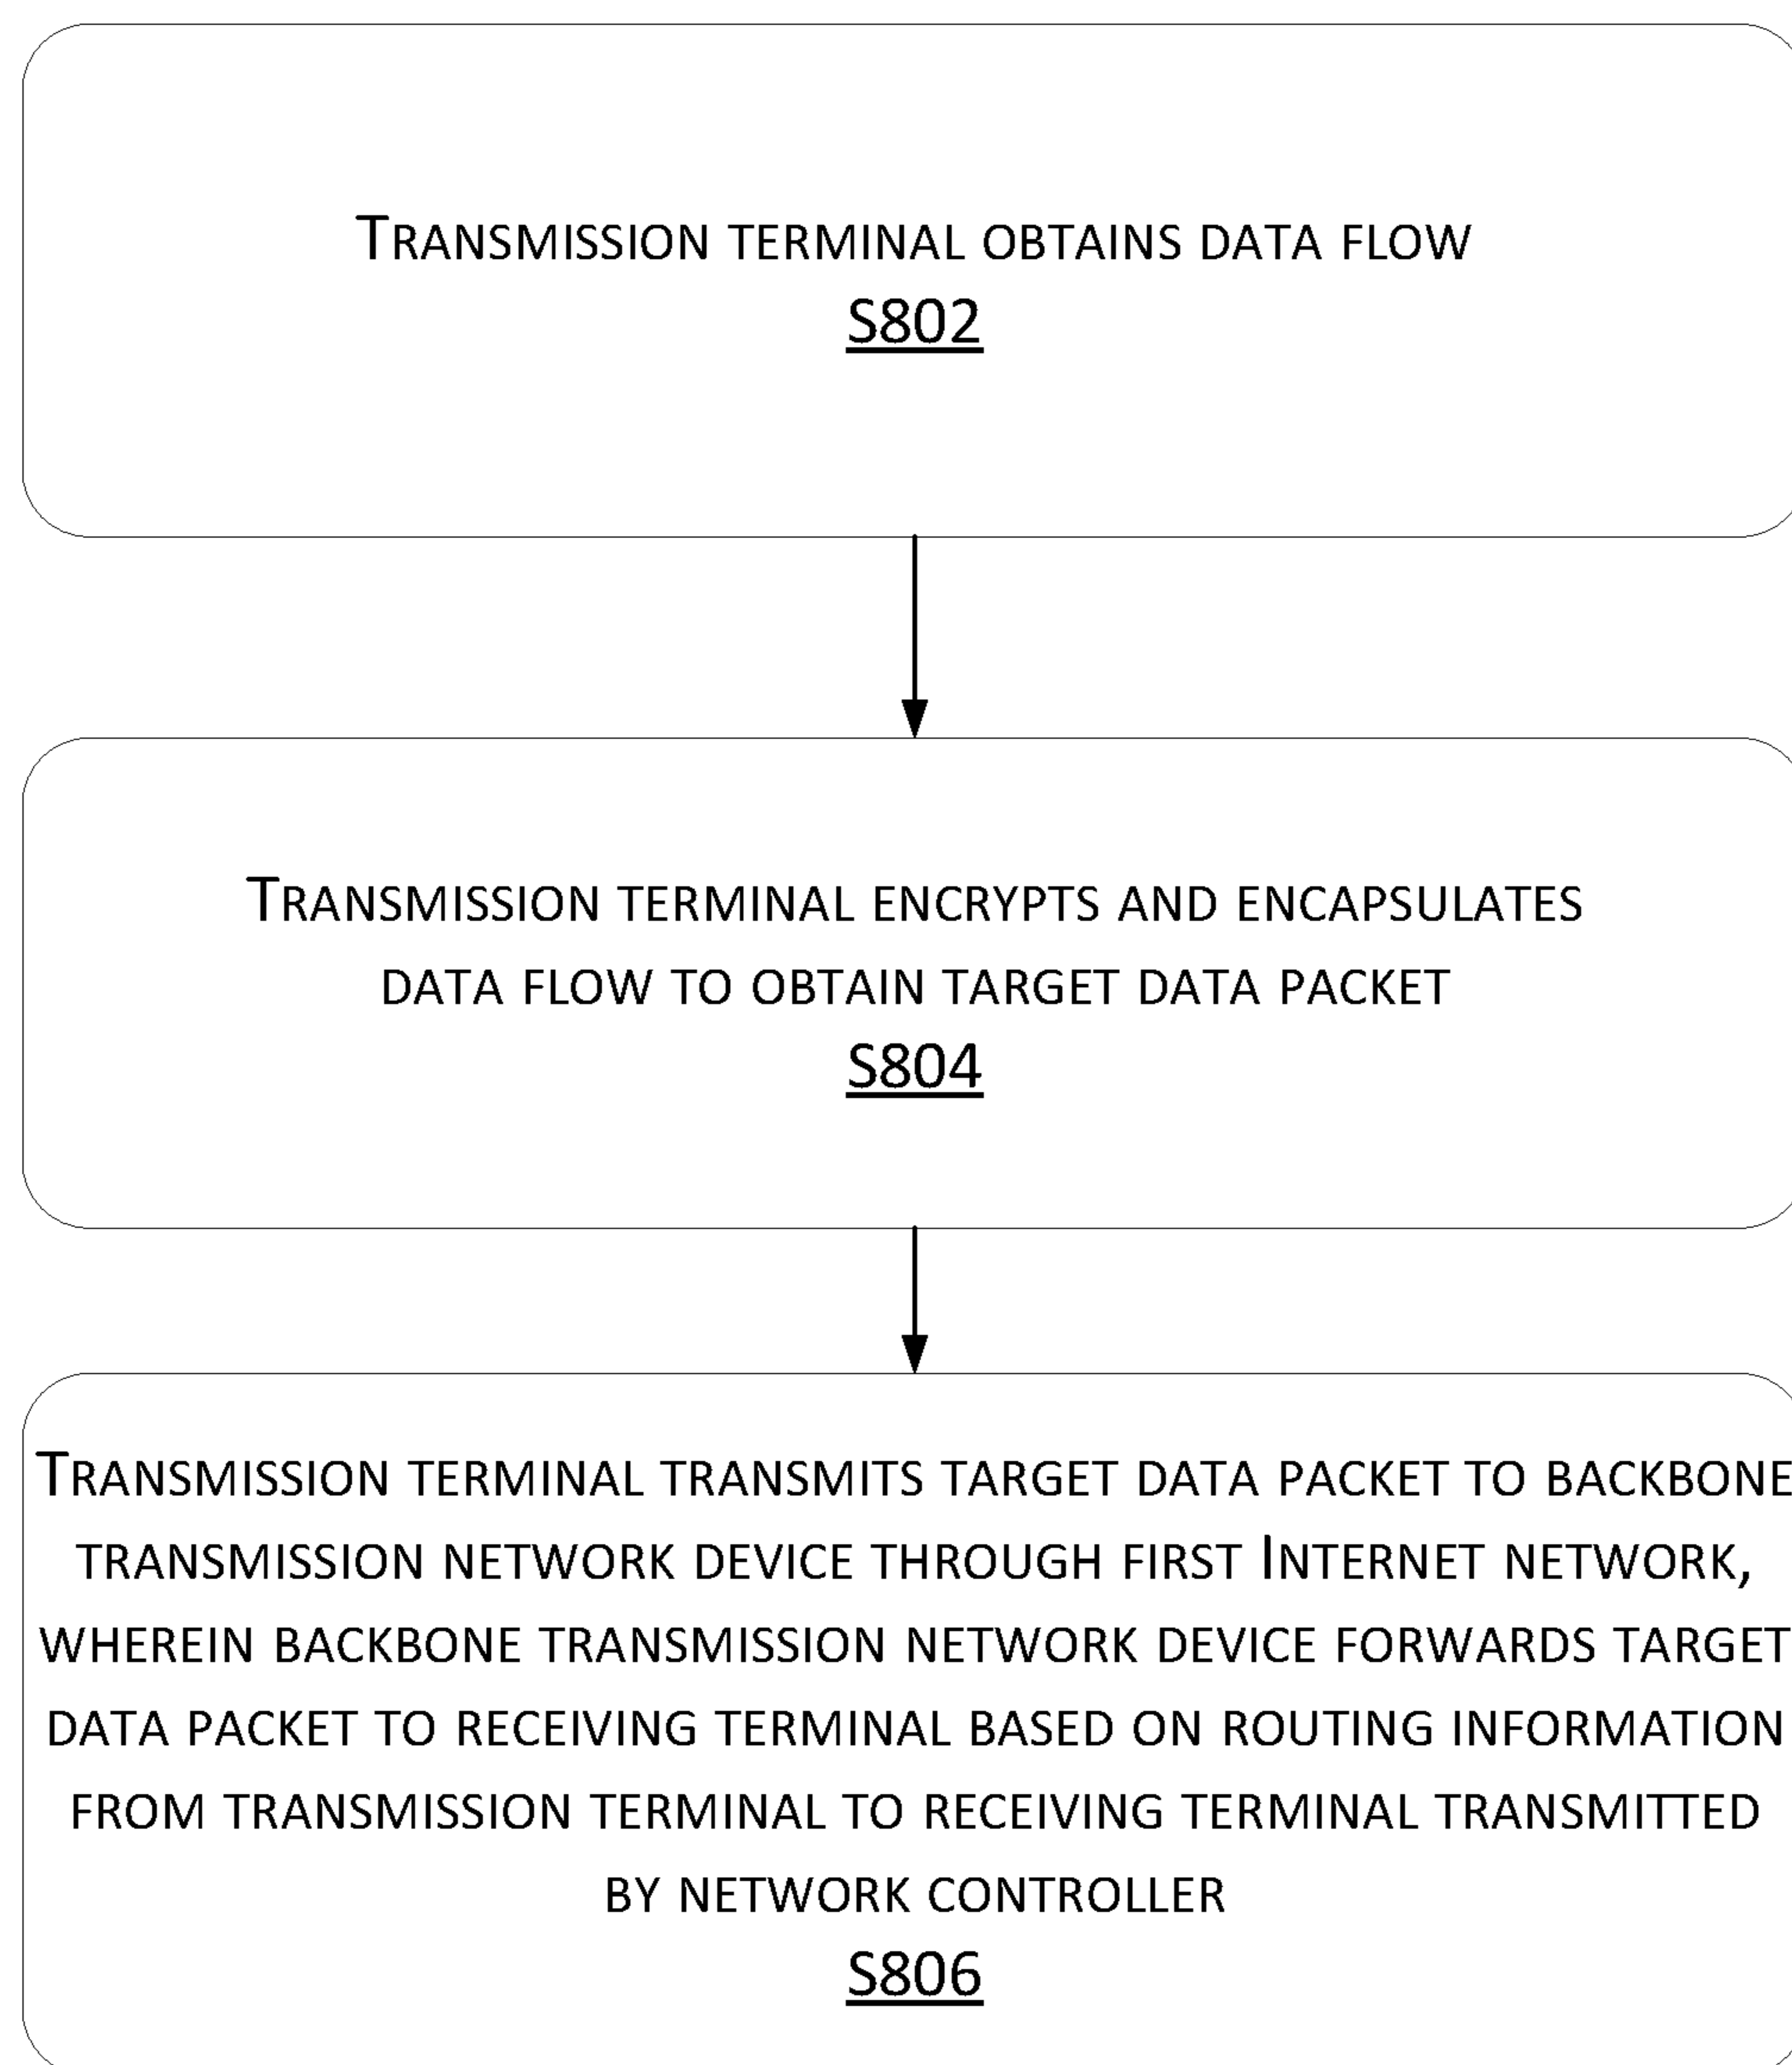 Transmission terminal obtains data flow
S802
Transmission terminal encrypts and encapsulates
data flow to obtain target data packet
S804
Transmission terminal transmits target data packet to backbone
transmission network device through first Internet network,
wherein backbone transmission network device forwards target
data packet to receiving terminal based on routing information
from transmission terminal to receiving terminal transmitted
by network controller
S806